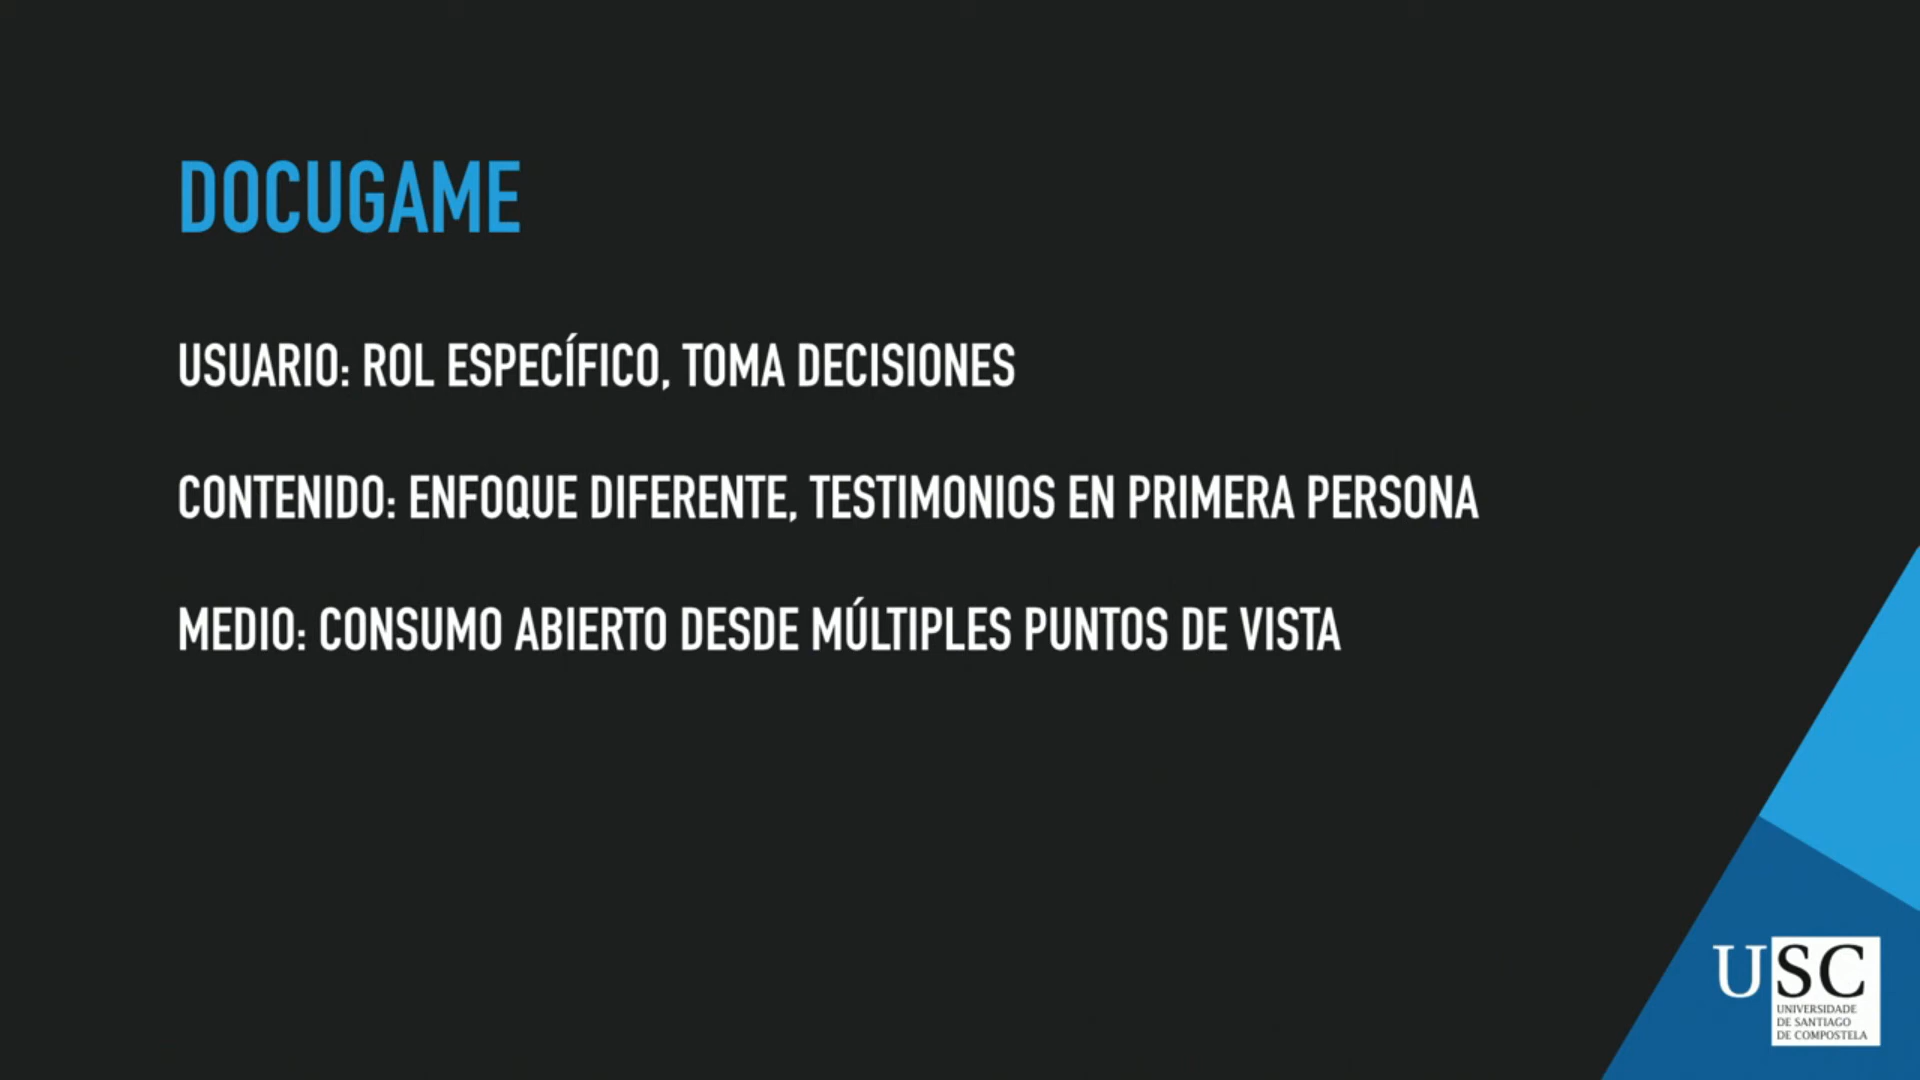 DOCUGAME
USUARIO: ROL ESPECÍFICO, TOMA DECISIONES
CONTENIDO: ENFOQUE DIFERENTE, TESTIMONIOS EN PRIMERA PERSONA
MEDIO: CONSUMO ABIERTO DESDE MÚLTIPLES PUNTOS DE VISTA
USC
UNIVERSIDADE
DE SANTIAGO
DE COMPOSTELA